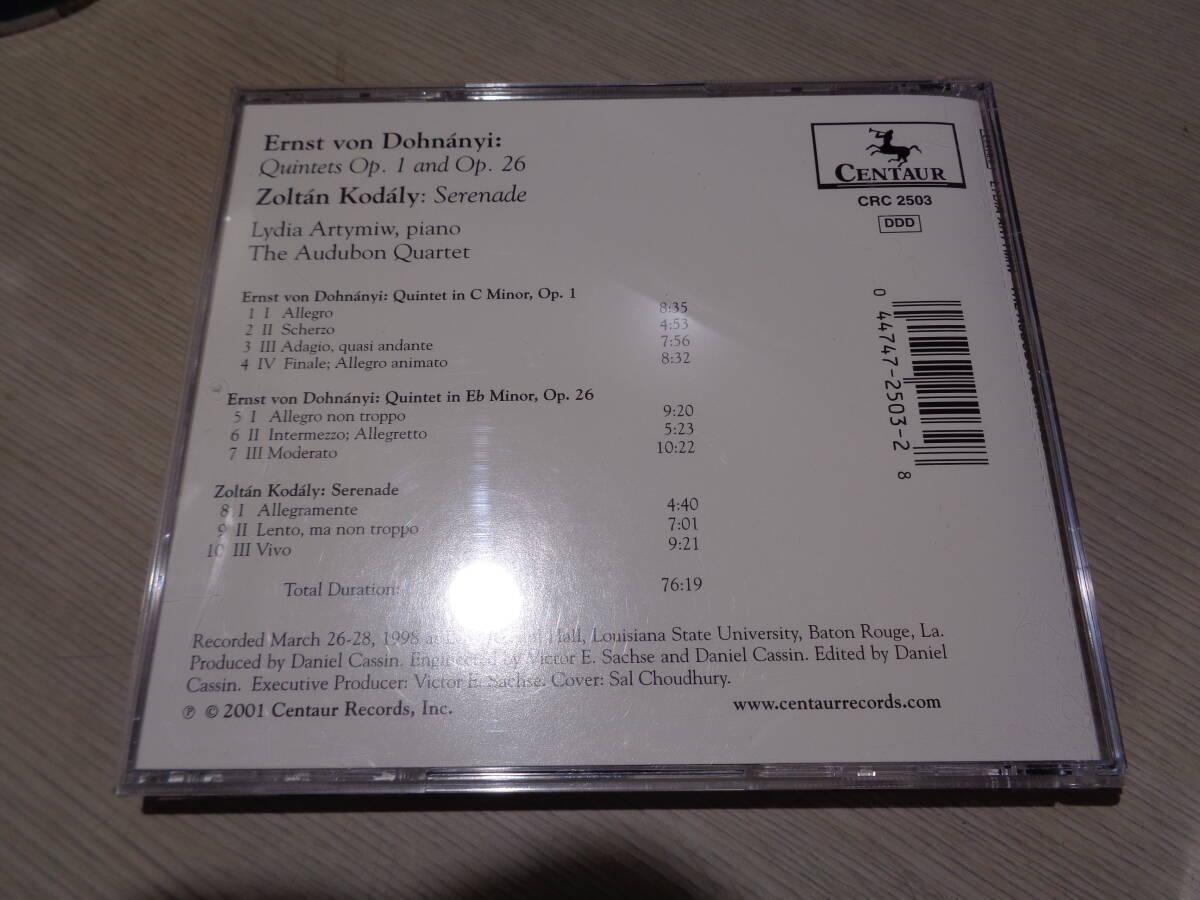 Ernst von Dohnányi:
Quintets Op. 1 and Op. 26
Zoltán Kodály: Serenade
Lydia Artymiw, piano
The Audubon Quartet
CENTAUR
CRC 2503
DDD
0 44747-2503-2 8
Ernst von Dohnányi: Quintet in C Minor, Op. 1
1 I Allegro 8:35
2 II Scherzo 4:53
3 III Adagio, quasi andante 7:56
4 IV Finale; Allegro animato 8:32
Ernst von Dohnányi: Quintet in Eb Minor, Op. 26
5 I Allegro non troppo 9:20
6 II Intermezzo; Allegretto 5:23
7 III Moderato 10:22
Zoltán Kodály: Serenade
8 I Allegramente 4:40
9 II Lento, ma non troppo 7:01
10 III Vivo 9:21
Total Duration: 76:19
Recorded March 26-28, 1998 at Hall, Louisiana State University, Baton Rouge, La.
Produced by Daniel Cassin. Engineered by Victor E. Sachse and Daniel Cassin. Edited by Daniel
Cassin. Executive Producer: Victor E. Sachse. Cover: Sal Choudhury.
℗ © 2001 Centaur Records, Inc.
www.centaurrecords.com